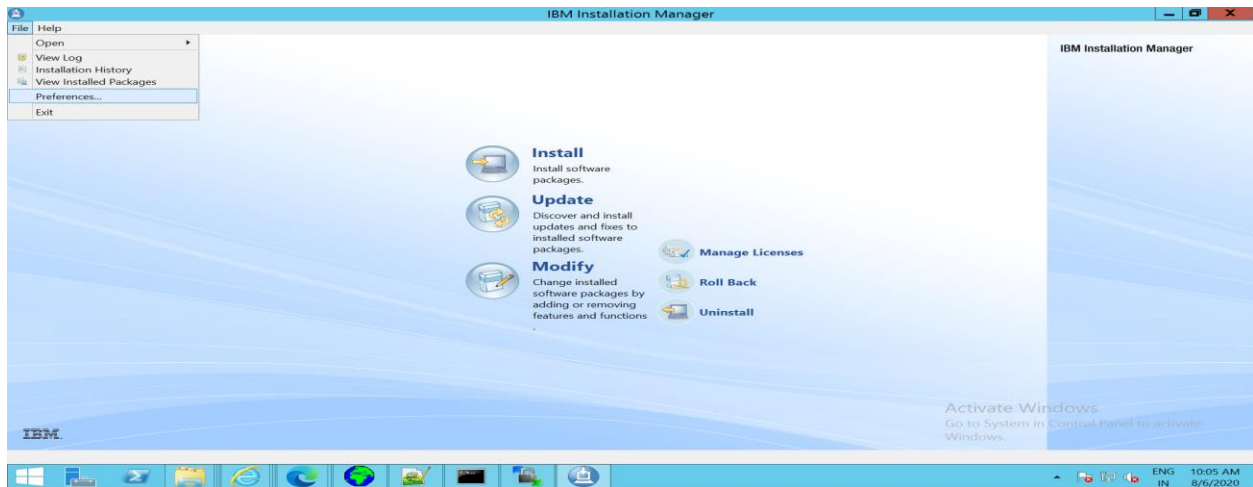 IBM Installation Manager
File Help
Open
View Log
Installation History
View Installed Packages
Preferences...
Exit
IBM Installation Manager
Install
Install software
packages.
Update
Discover and install
updates and fixes to
installed software
packages.
Modify
Change installed
software packages by
adding or removing
features and functions
.
Manage Licenses
Roll Back
Uninstall
Activate Windows
Go to System in Control Panel to activate
Windows.
IBM.
ENG 10:05 AM
IN 8/6/2020